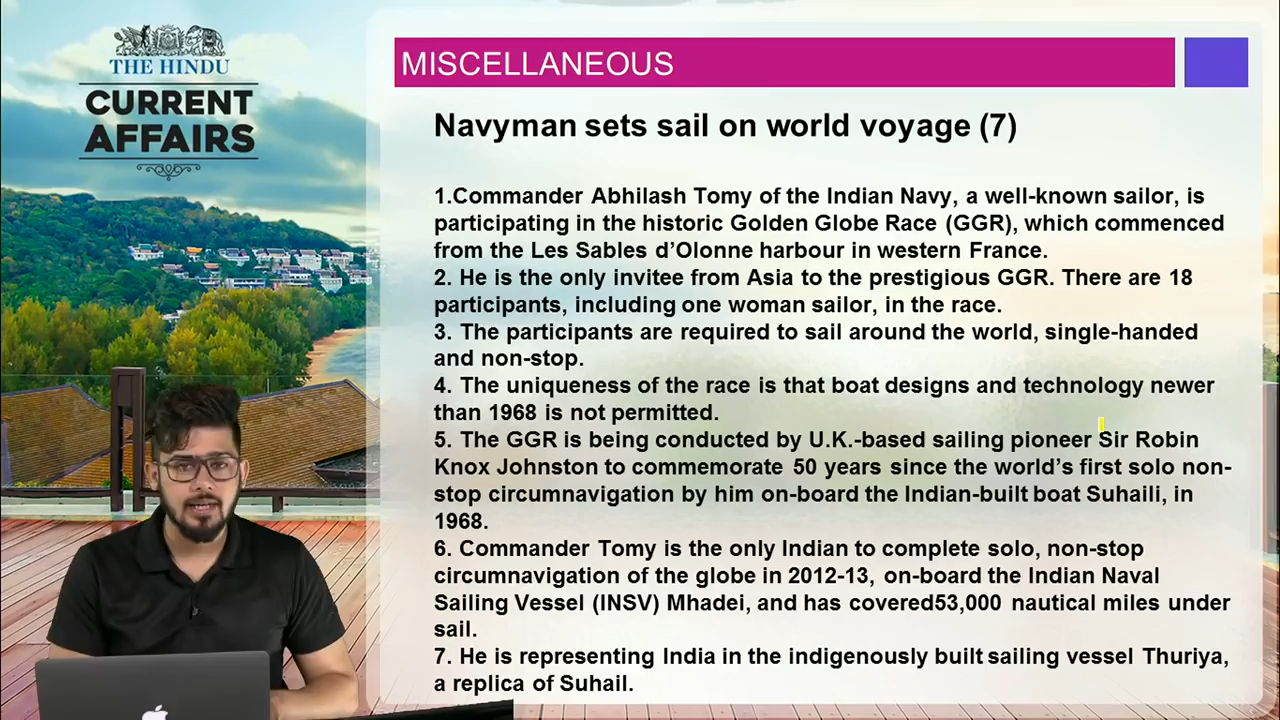 THE HINDU
CURRENT
AFFAIRS
MISCELLANEOUS
Navyman sets sail on world voyage (7)
1.Commander Abhilash Tomy of the Indian Navy, a well-known sailor, is
participating in the historic Golden Globe Race (GGR), which commenced
from the Les Sables d’Olonne harbour in western France.
2. He is the only invitee from Asia to the prestigious GGR. There are 18
participants, including one woman sailor, in the race.
3. The participants are required to sail around the world, single-handed
and non-stop.
4. The uniqueness of the race is that boat designs and technology newer
than 1968 is not permitted.
5. The GGR is being conducted by U.K.-based sailing pioneer Sir Robin
Knox Johnston to commemorate 50 years since the world’s first solo non-
stop circumnavigation by him on-board the Indian-built boat Suhaili, in
1968.
6. Commander Tomy is the only Indian to complete solo, non-stop
circumnavigation of the globe in 2012-13, on-board the Indian Naval
Sailing Vessel (INSV) Mhadei, and has covered53,000 nautical miles under
sail.
7. He is representing India in the indigenously built sailing vessel Thuriya,
a replica of Suhail.